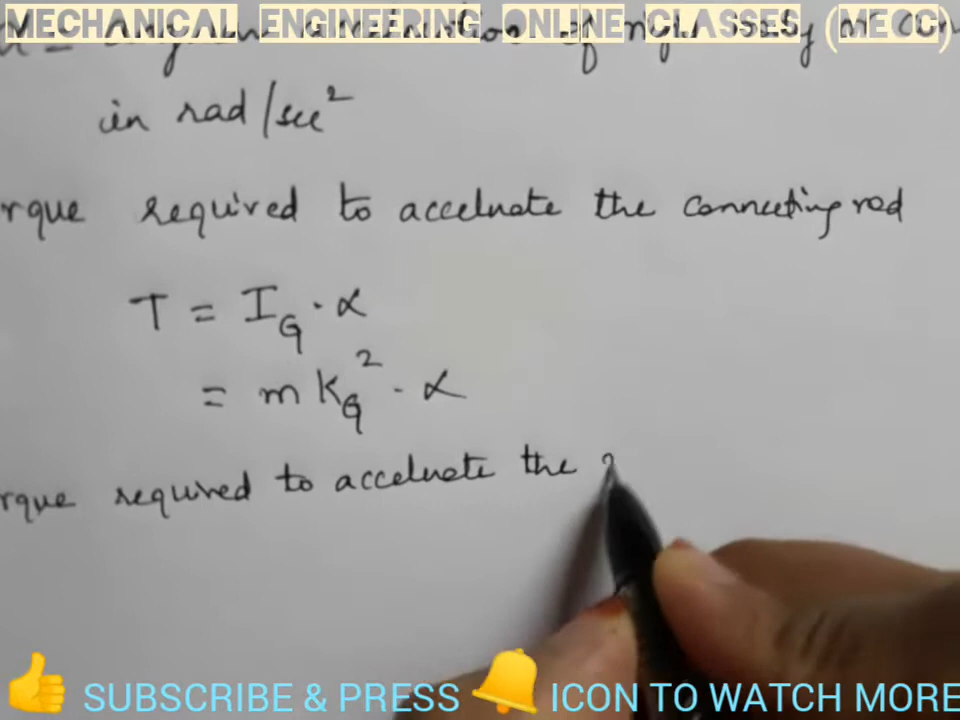 MECHANICAL ENGINEERING ONLINE CLASSES (MEOC)
in rad/sec²
rque required to accelerate the connecting rod
T = I_G · α
= m k_G² · α
rque required to accelerate the
SUBSCRIBE & PRESS ICON TO WATCH MORE